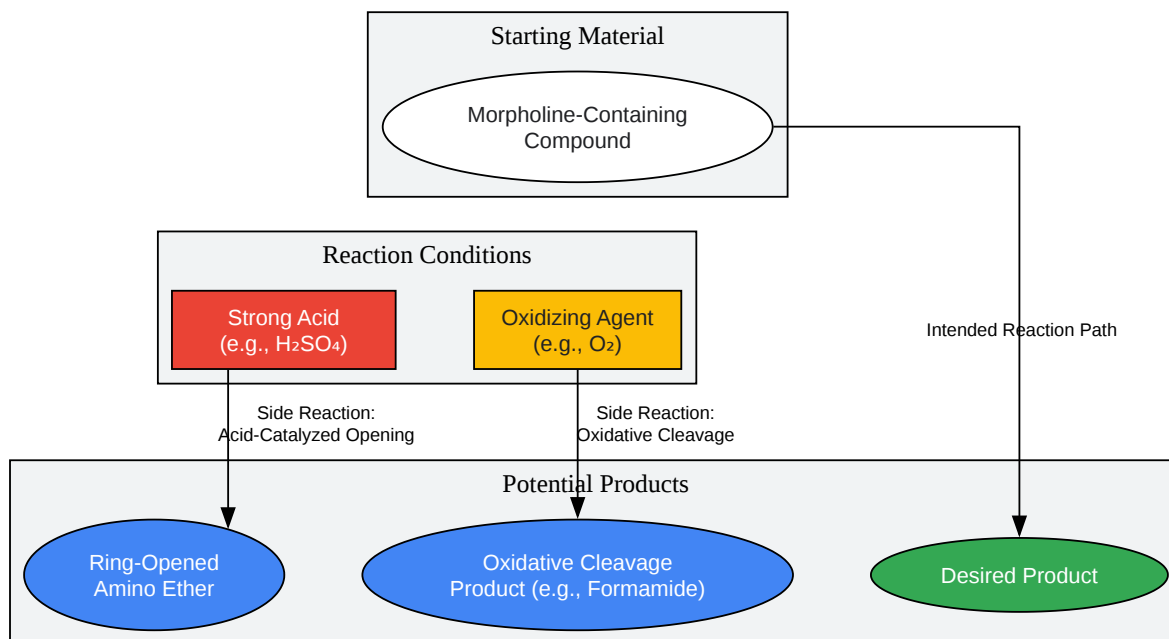 Starting Material
Morpholine-Containing
Compound
Reaction Conditions
Strong Acid
(e.g., H₂SO₄)
Oxidizing Agent
(e.g., O₂)
Intended Reaction Path
Side Reaction:
Acid-Catalyzed Opening
Side Reaction:
Oxidative Cleavage
Potential Products
Ring-Opened
Amino Ether
Oxidative Cleavage
Product (e.g., Formamide)
Desired Product